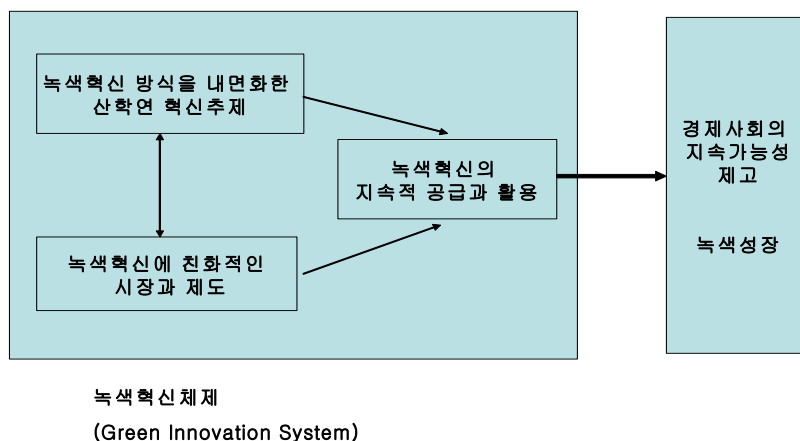 녹색혁신 방식을 내면화한
산학연 혁신추제
녹색혁신에 친화적인
시장과 제도
녹색혁신의
지속적 공급과 활용
경제사회의
지속가능성
제고
녹색성장
녹색혁신체제
(Green Innovation System)